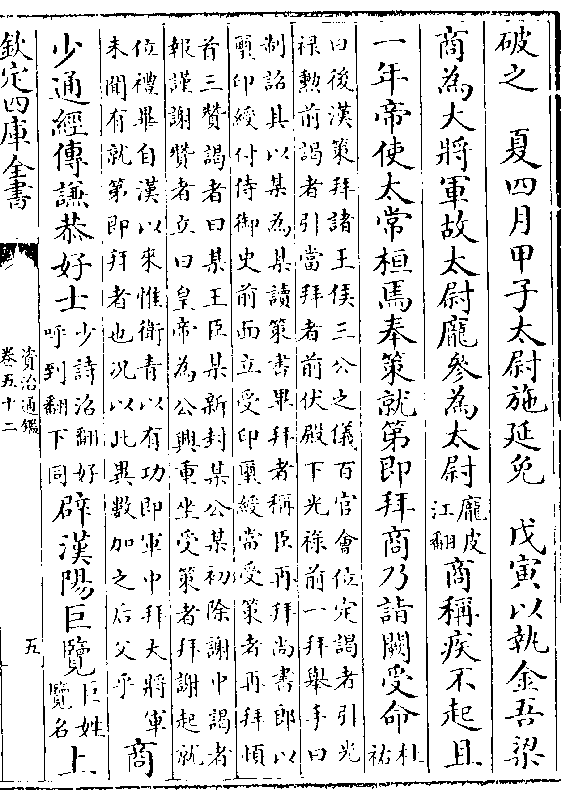 破之　夏四月甲子太尉施延免　戊寅以執金吾梁
商為大將軍故太尉龐參為太尉龐皮江翻商稱疾不起且
一年帝使太常桓焉奉策就第即拜商乃詣闕受命杜祐
曰後漢策拜諸王侯三公之儀百官會位定謁者引光
祿勲前謁者引當拜者前伏殿下光祿前一拜舉手曰
制詔其以某為某讀策書畢拜者稱臣再拜尚書郎以
璽印綬付侍御史前面立受印璽綬當受策者再拜頓
首三贊謁者曰某王臣某新封某公某初除謝中謁者
報謹謝贊者立曰皇帝為公興重坐受策者拜謝起就
位禮畢自漢以來惟衛青以有功即軍中拜大將軍
未聞有就第即拜者也況以此異數加之后父乎　商
少通經傳謙恭好士少詩沼翻好呼到翻下同辟漢陽巨覽巨姓覽名上
欽定四庫全書
資治通鑑
卷五十二
五